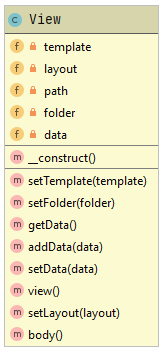 C View
f template
f layout
f path
f folder
f data
m __construct()
m setTemplate(template)
m setFolder(folder)
m getData()
m addData(data)
m setData(data)
m view()
m setLayout(layout)
m body()